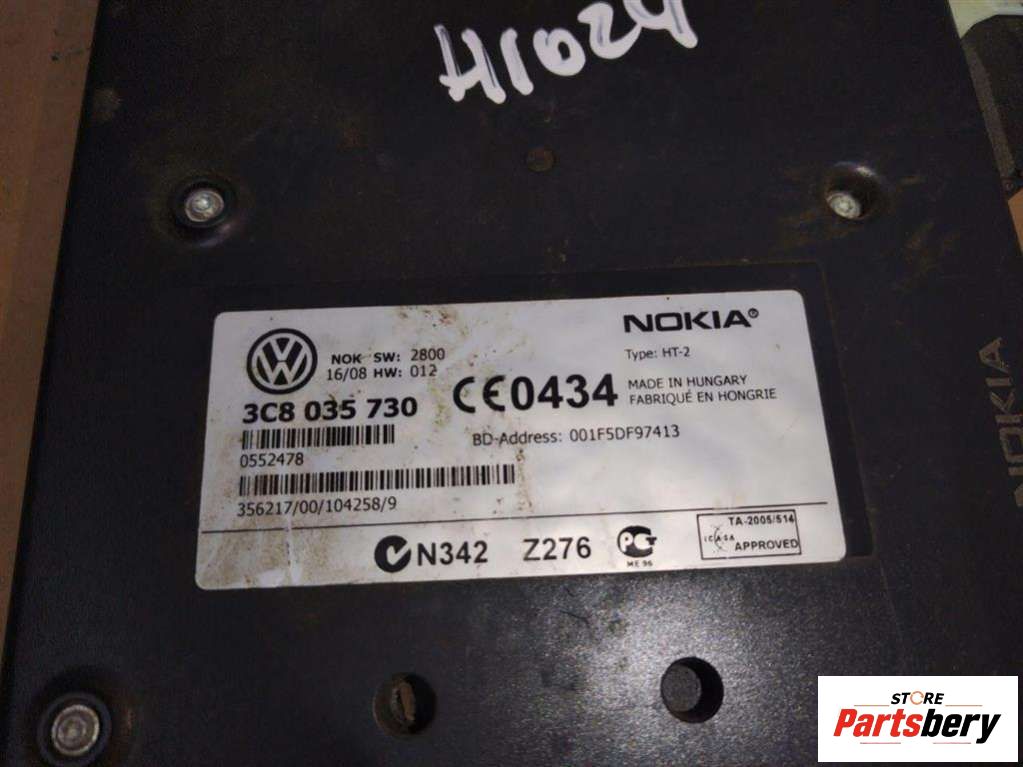 H1024
NOKIA®
NOK SW: 2800
16/08 HW: 012
Type: HT-2
3C8 035 730
CE0434
MADE IN HUNGARY
FABRIQUÉ EN HONGRIE
BD-Address: 001F5DF97413
0552478
356217/00/104258/9
N342 Z276
ME 96
TA-2005/514
ICASA
APPROVED
NOKIA
STORE
Partsbery